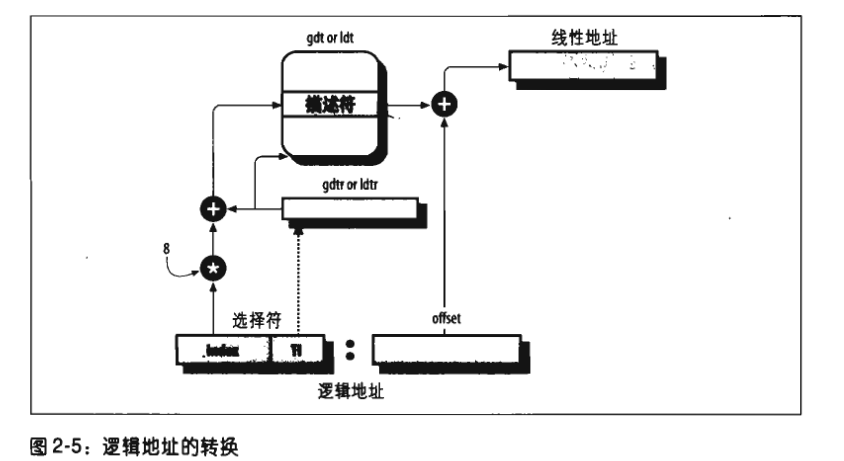 gdt or ldt
线性地址
描述符
+
gdtr or ldtr
+
8
*
选择符
offset
index
TI
:
逻辑地址
图2-5：逻辑地址的转换